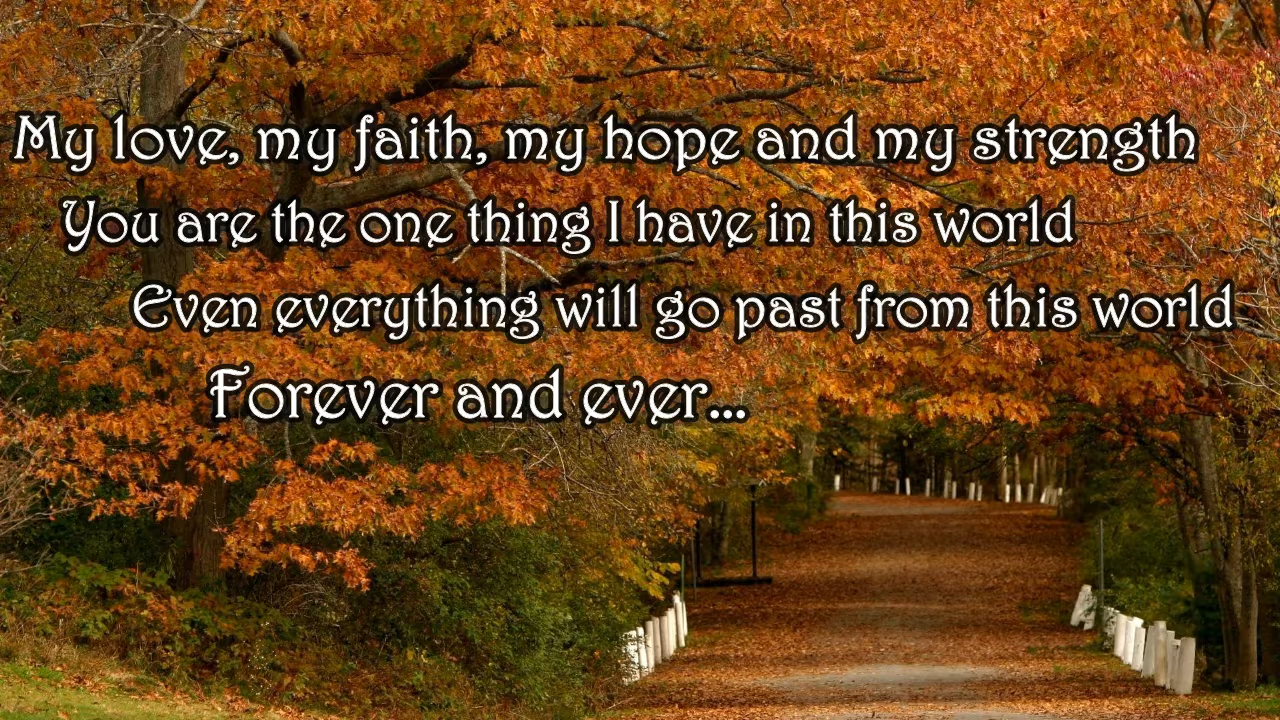 My love, my faith, my hope and my strength
You are the one thing I have in this world
Even everything will go past from this world
Forever and ever...